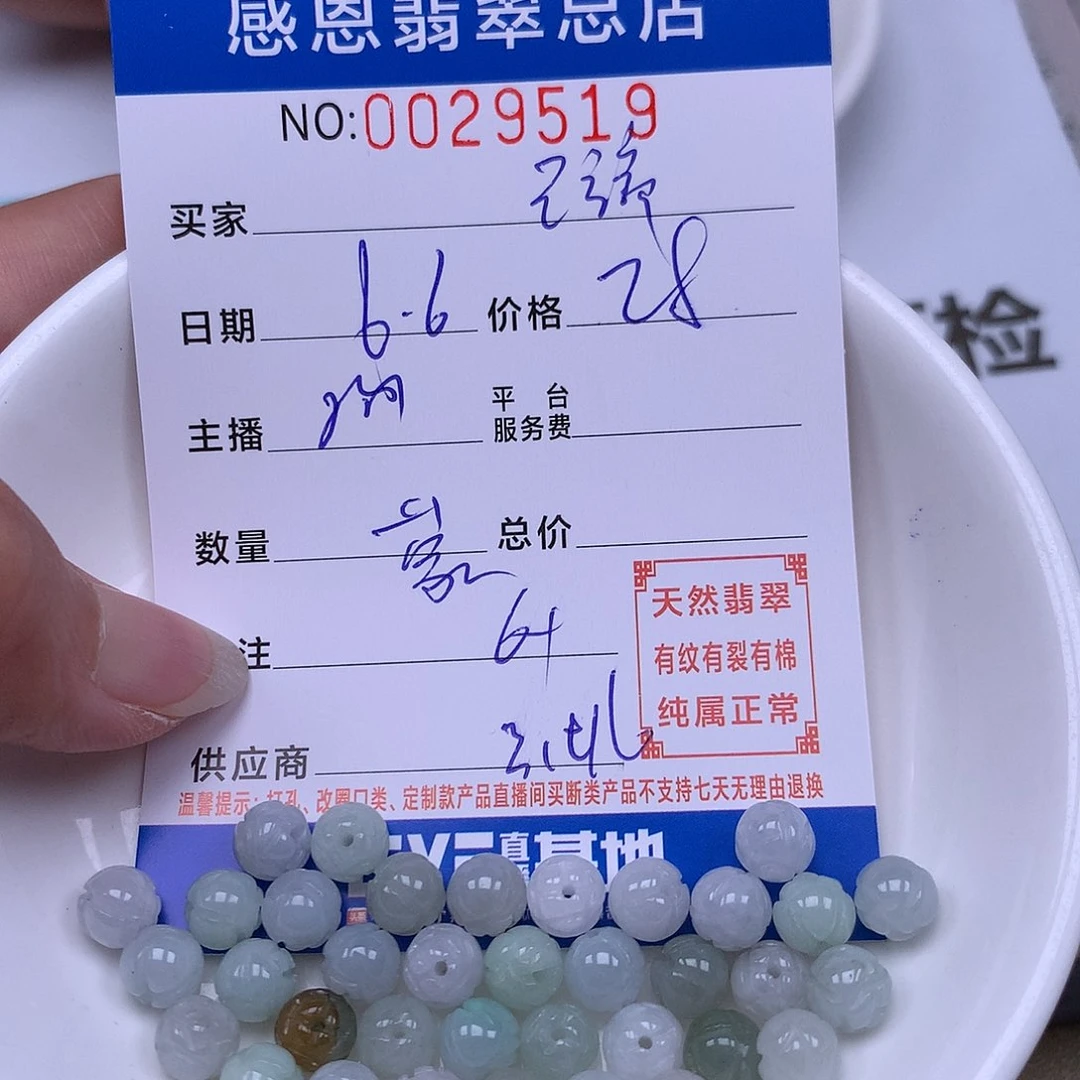 感恩翡翠总店
NO:0029519
买家
日期 6.6 价格 28
主播 平台
服务费
数量 总价
注 64
供应商
天然翡翠
有纹有裂有棉
纯属正常
温馨提示:打孔、改圈口类、定制款产品直播间买断类产品不支持七天无理由退换
基地
检